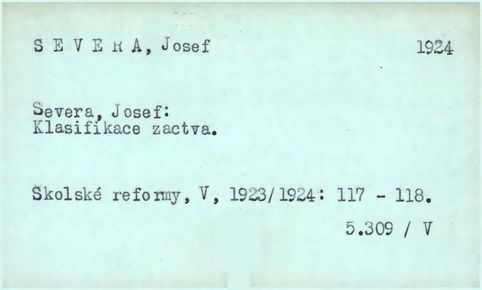 S E V E R A, Josef 1924
Severa, Josef:
Klasifikace zactva.
Skolské reformy, V, 1923/1924: 117 - 118.
5.309 / V